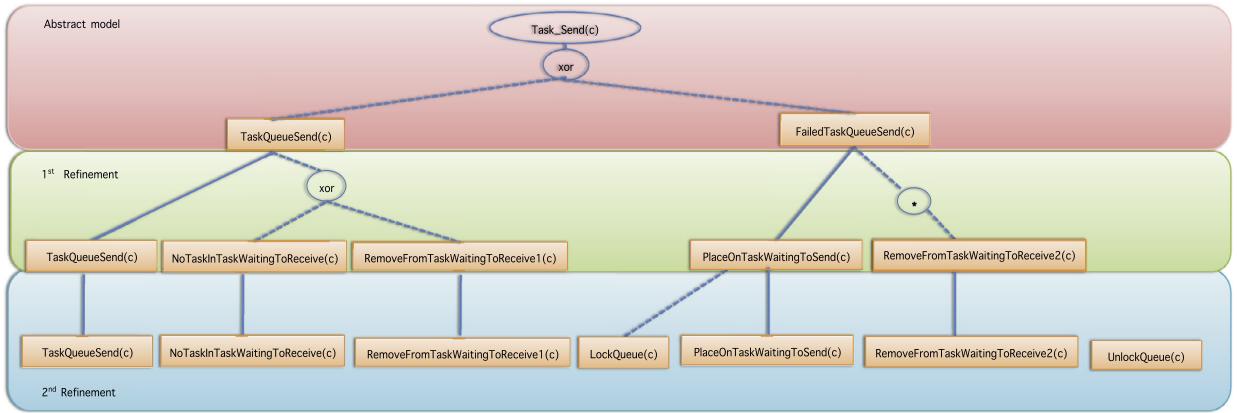 Abstract model
Task_Send(c)
xor
TaskQueueSend(c)
FailedTaskQueueSend(c)
1st Refinement
xor
*
TaskQueueSend(c)
NoTaskInTaskWaitingToReceive(c)
RemoveFromTaskWaitingToReceive1(c)
PlaceOnTaskWaitingToSend(c)
RemoveFromTaskWaitingToReceive2(c)
TaskQueueSend(c)
NoTaskInTaskWaitingToReceive(c)
RemoveFromTaskWaitingToReceive1(c)
LockQueue(c)
PlaceOnTaskWaitingToSend(c)
RemoveFromTaskWaitingToReceive2(c)
UnlockQueue(c)
2nd Refinement